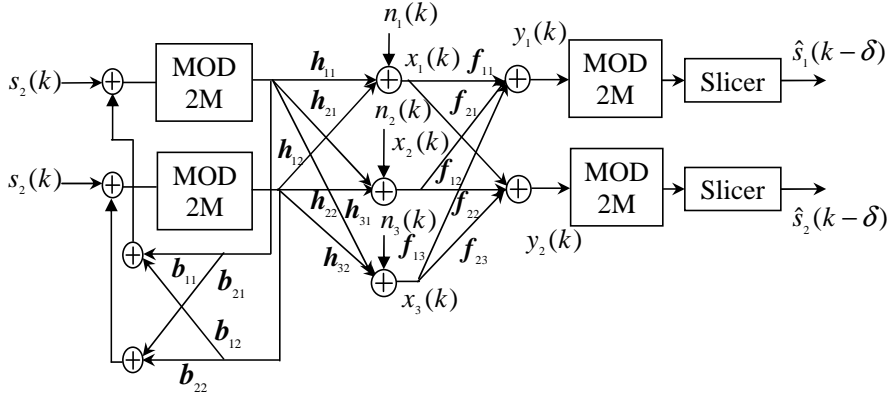 n₁(k)
s₂(k)
MOD
2M
h₁₁
x₁(k)
f₁₁
y₁(k)
MOD
2M
Slicer
ŝ₁(k−δ)
h₂₁
n₂(k)
f₂₁
h₁₂
x₂(k)
s₂(k)
MOD
2M
f₁₂
MOD
2M
Slicer
ŝ₂(k−δ)
h₂₂
h₃₁
n₃(k)
f₂₂
y₂(k)
b₁₁
b₂₁
h₃₂
f₁₃
f₂₃
x₃(k)
b₁₂
b₂₂